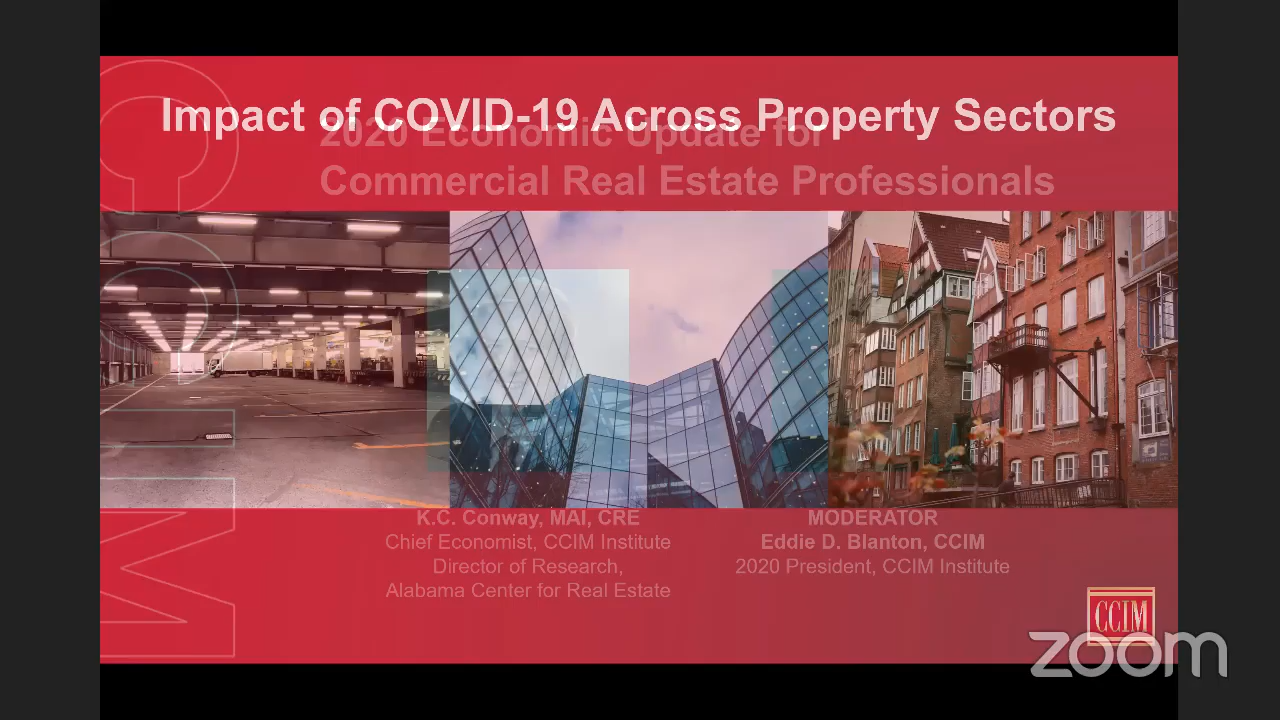 Impact of COVID-19 Across Property Sectors
2020 Economic Update for
Commercial Real Estate Professionals
K.C. Conway, MAI, CRE
Chief Economist, CCIM Institute
Director of Research,
Alabama Center for Real Estate
MODERATOR
Eddie D. Blanton, CCIM
2020 President, CCIM Institute
CCIM
CCIM
zoom